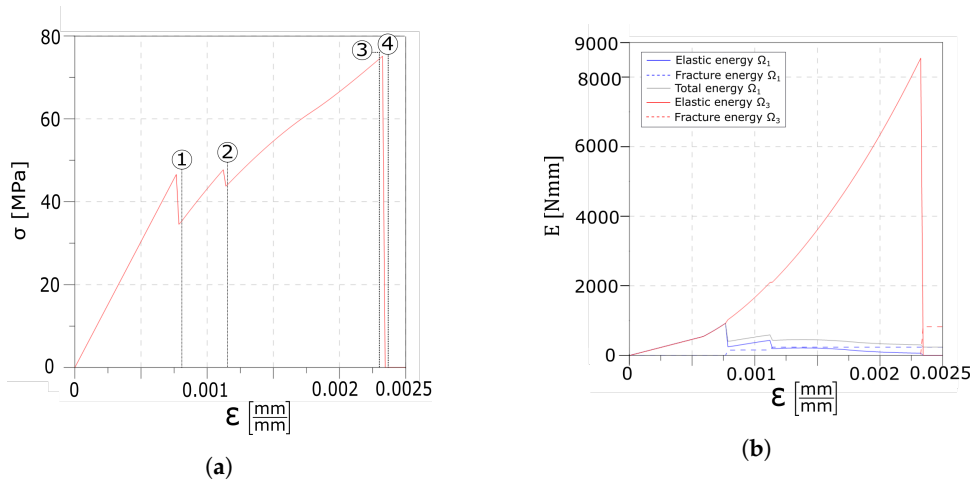 80
60
40
20
0
σ [MPa]
1
2
3
4
0
0.001
0.002
0.0025
ε [mm/mm]
(a)
9000
8000
6000
4000
2000
0
E [Nmm]
Elastic energy Ω₁
Fracture energy Ω₁
Total energy Ω₁
Elastic energy Ω₃
Fracture energy Ω₃
0
0.001
0.002
0.0025
ε [mm/mm]
(b)